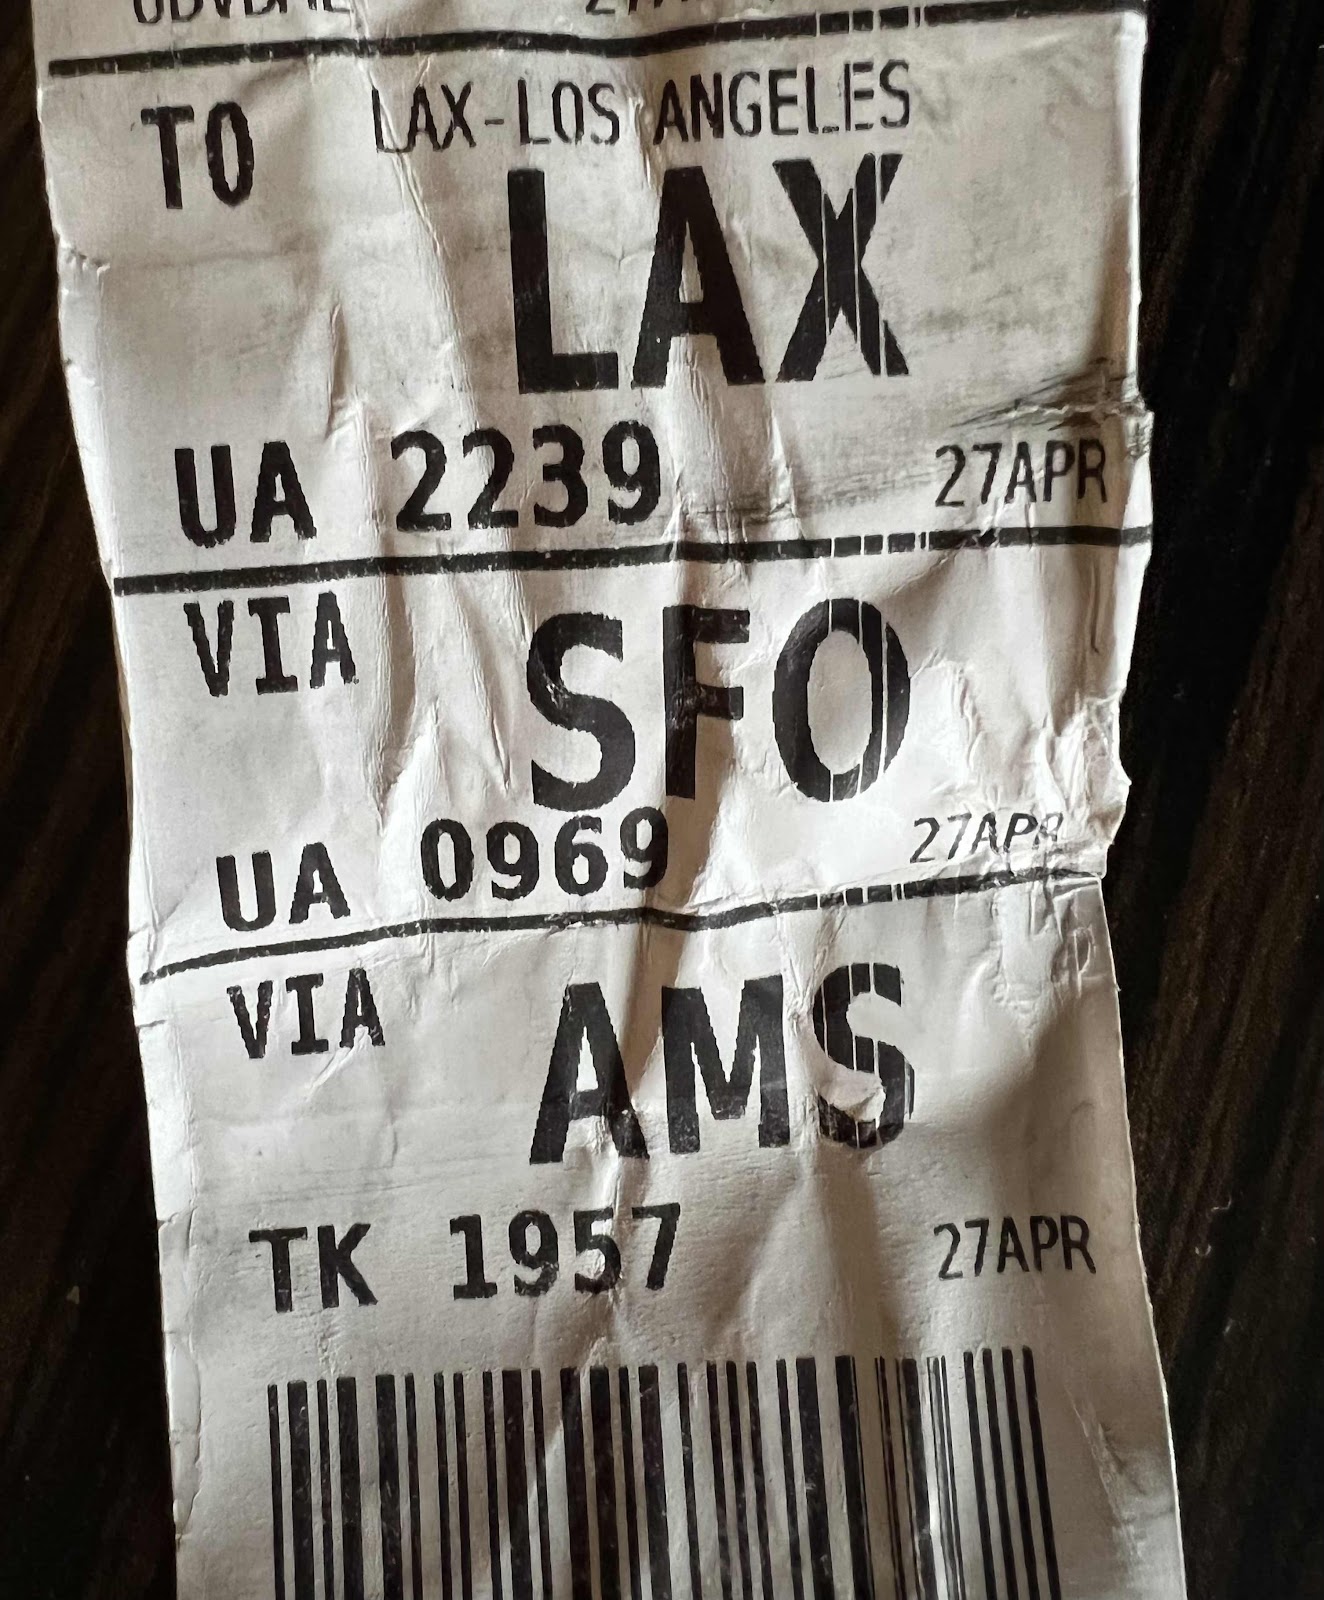 TO LAX-LOS ANGELES
LAX
UA 2239 27APR
VIA SFO
UA 0969 27APR
VIA AMS
TK 1957 27APR